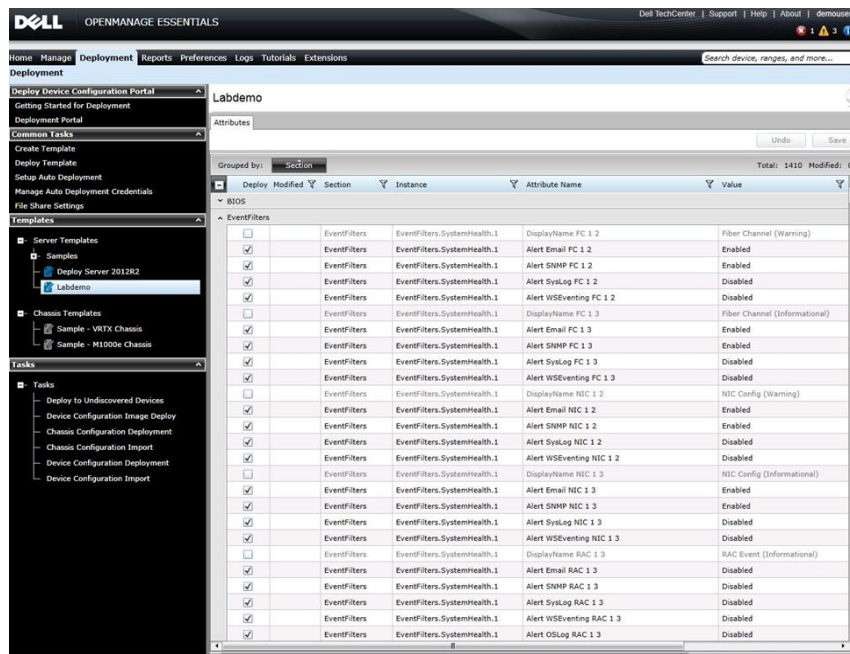 DELL OPENMANAGE ESSENTIALS
Dell TechCenter | Support | Help | About |
1 3
Home Manage Deployment Reports Preferences Logs Tutorials Extensions
Search device, ranges, and more...
Deployment
Deploy Device Configuration Portal
Getting Started for Deployment
Deployment Portal
Common Tasks
Create Template
Deploy Template
Setup Auto Deployment
Manage Auto Deployment Credentials
File Share Settings
Templates
Server Templates
Samples
Deploy Server 2012R2
Labdemo
Chassis Templates
Sample - VRTX Chassis
Sample - M1000e Chassis
Tasks
Tasks
Deploy to Undiscovered Devices
Device Configuration Image Deploy
Chassis Configuration Deployment
Chassis Configuration Import
Device Configuration Deployment
Device Configuration Import
Labdemo
Attributes
Undo Save
Grouped by: Section Total: 1410 Modified:
Deploy Modified Section Instance Attribute Name Value
BIOS
EventFilters
EventFilters EventFilters.SystemHealth.1 DisplayName FC 1 2 Fiber Channel (Warning)
EventFilters EventFilters.SystemHealth.1 Alert Email FC 1 2 Enabled
EventFilters EventFilters.SystemHealth.1 Alert SNMP FC 1 2 Enabled
EventFilters EventFilters.SystemHealth.1 Alert SysLog FC 1 2 Disabled
EventFilters EventFilters.SystemHealth.1 Alert WSEventing FC 1 2 Disabled
EventFilters EventFilters.SystemHealth.1 DisplayName FC 1 3 Fiber Channel (Informational)
EventFilters EventFilters.SystemHealth.1 Alert Email FC 1 3 Enabled
EventFilters EventFilters.SystemHealth.1 Alert SNMP FC 1 3 Enabled
EventFilters EventFilters.SystemHealth.1 Alert SysLog FC 1 3 Disabled
EventFilters EventFilters.SystemHealth.1 Alert WSEventing FC 1 3 Disabled
EventFilters EventFilters.SystemHealth.1 DisplayName NIC 1 2 NIC Config (Warning)
EventFilters EventFilters.SystemHealth.1 Alert Email NIC 1 2 Enabled
EventFilters EventFilters.SystemHealth.1 Alert SNMP NIC 1 2 Enabled
EventFilters EventFilters.SystemHealth.1 Alert SysLog NIC 1 2 Disabled
EventFilters EventFilters.SystemHealth.1 Alert WSEventing NIC 1 2 Disabled
EventFilters EventFilters.SystemHealth.1 DisplayName NIC 1 3 NIC Config (Informational)
EventFilters EventFilters.SystemHealth.1 Alert Email NIC 1 3 Enabled
EventFilters EventFilters.SystemHealth.1 Alert SNMP NIC 1 3 Enabled
EventFilters EventFilters.SystemHealth.1 Alert SysLog NIC 1 3 Disabled
EventFilters EventFilters.SystemHealth.1 Alert WSEventing NIC 1 3 Disabled
EventFilters EventFilters.SystemHealth.1 DisplayName RAC 1 3 RAC Event (Informational)
EventFilters EventFilters.SystemHealth.1 Alert Email RAC 1 3 Disabled
EventFilters EventFilters.SystemHealth.1 Alert SNMP RAC 1 3 Disabled
EventFilters EventFilters.SystemHealth.1 Alert SysLog RAC 1 3 Disabled
EventFilters EventFilters.SystemHealth.1 Alert WSEventing RAC 1 3 Disabled
EventFilters EventFilters.SystemHealth.1 Alert OSLog RAC 1 3 Disabled